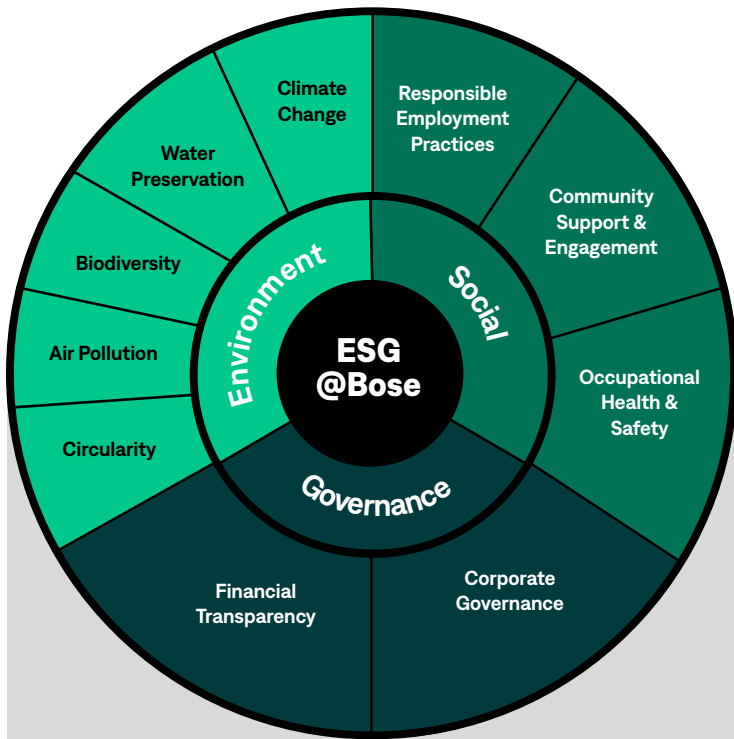 ESG
@Bose
Environment
Social
Governance
Climate
Change
Water
Preservation
Biodiversity
Air Pollution
Circularity
Responsible
Employment
Practices
Community
Support &
Engagement
Occupational
Health &
Safety
Financial
Transparency
Corporate
Governance